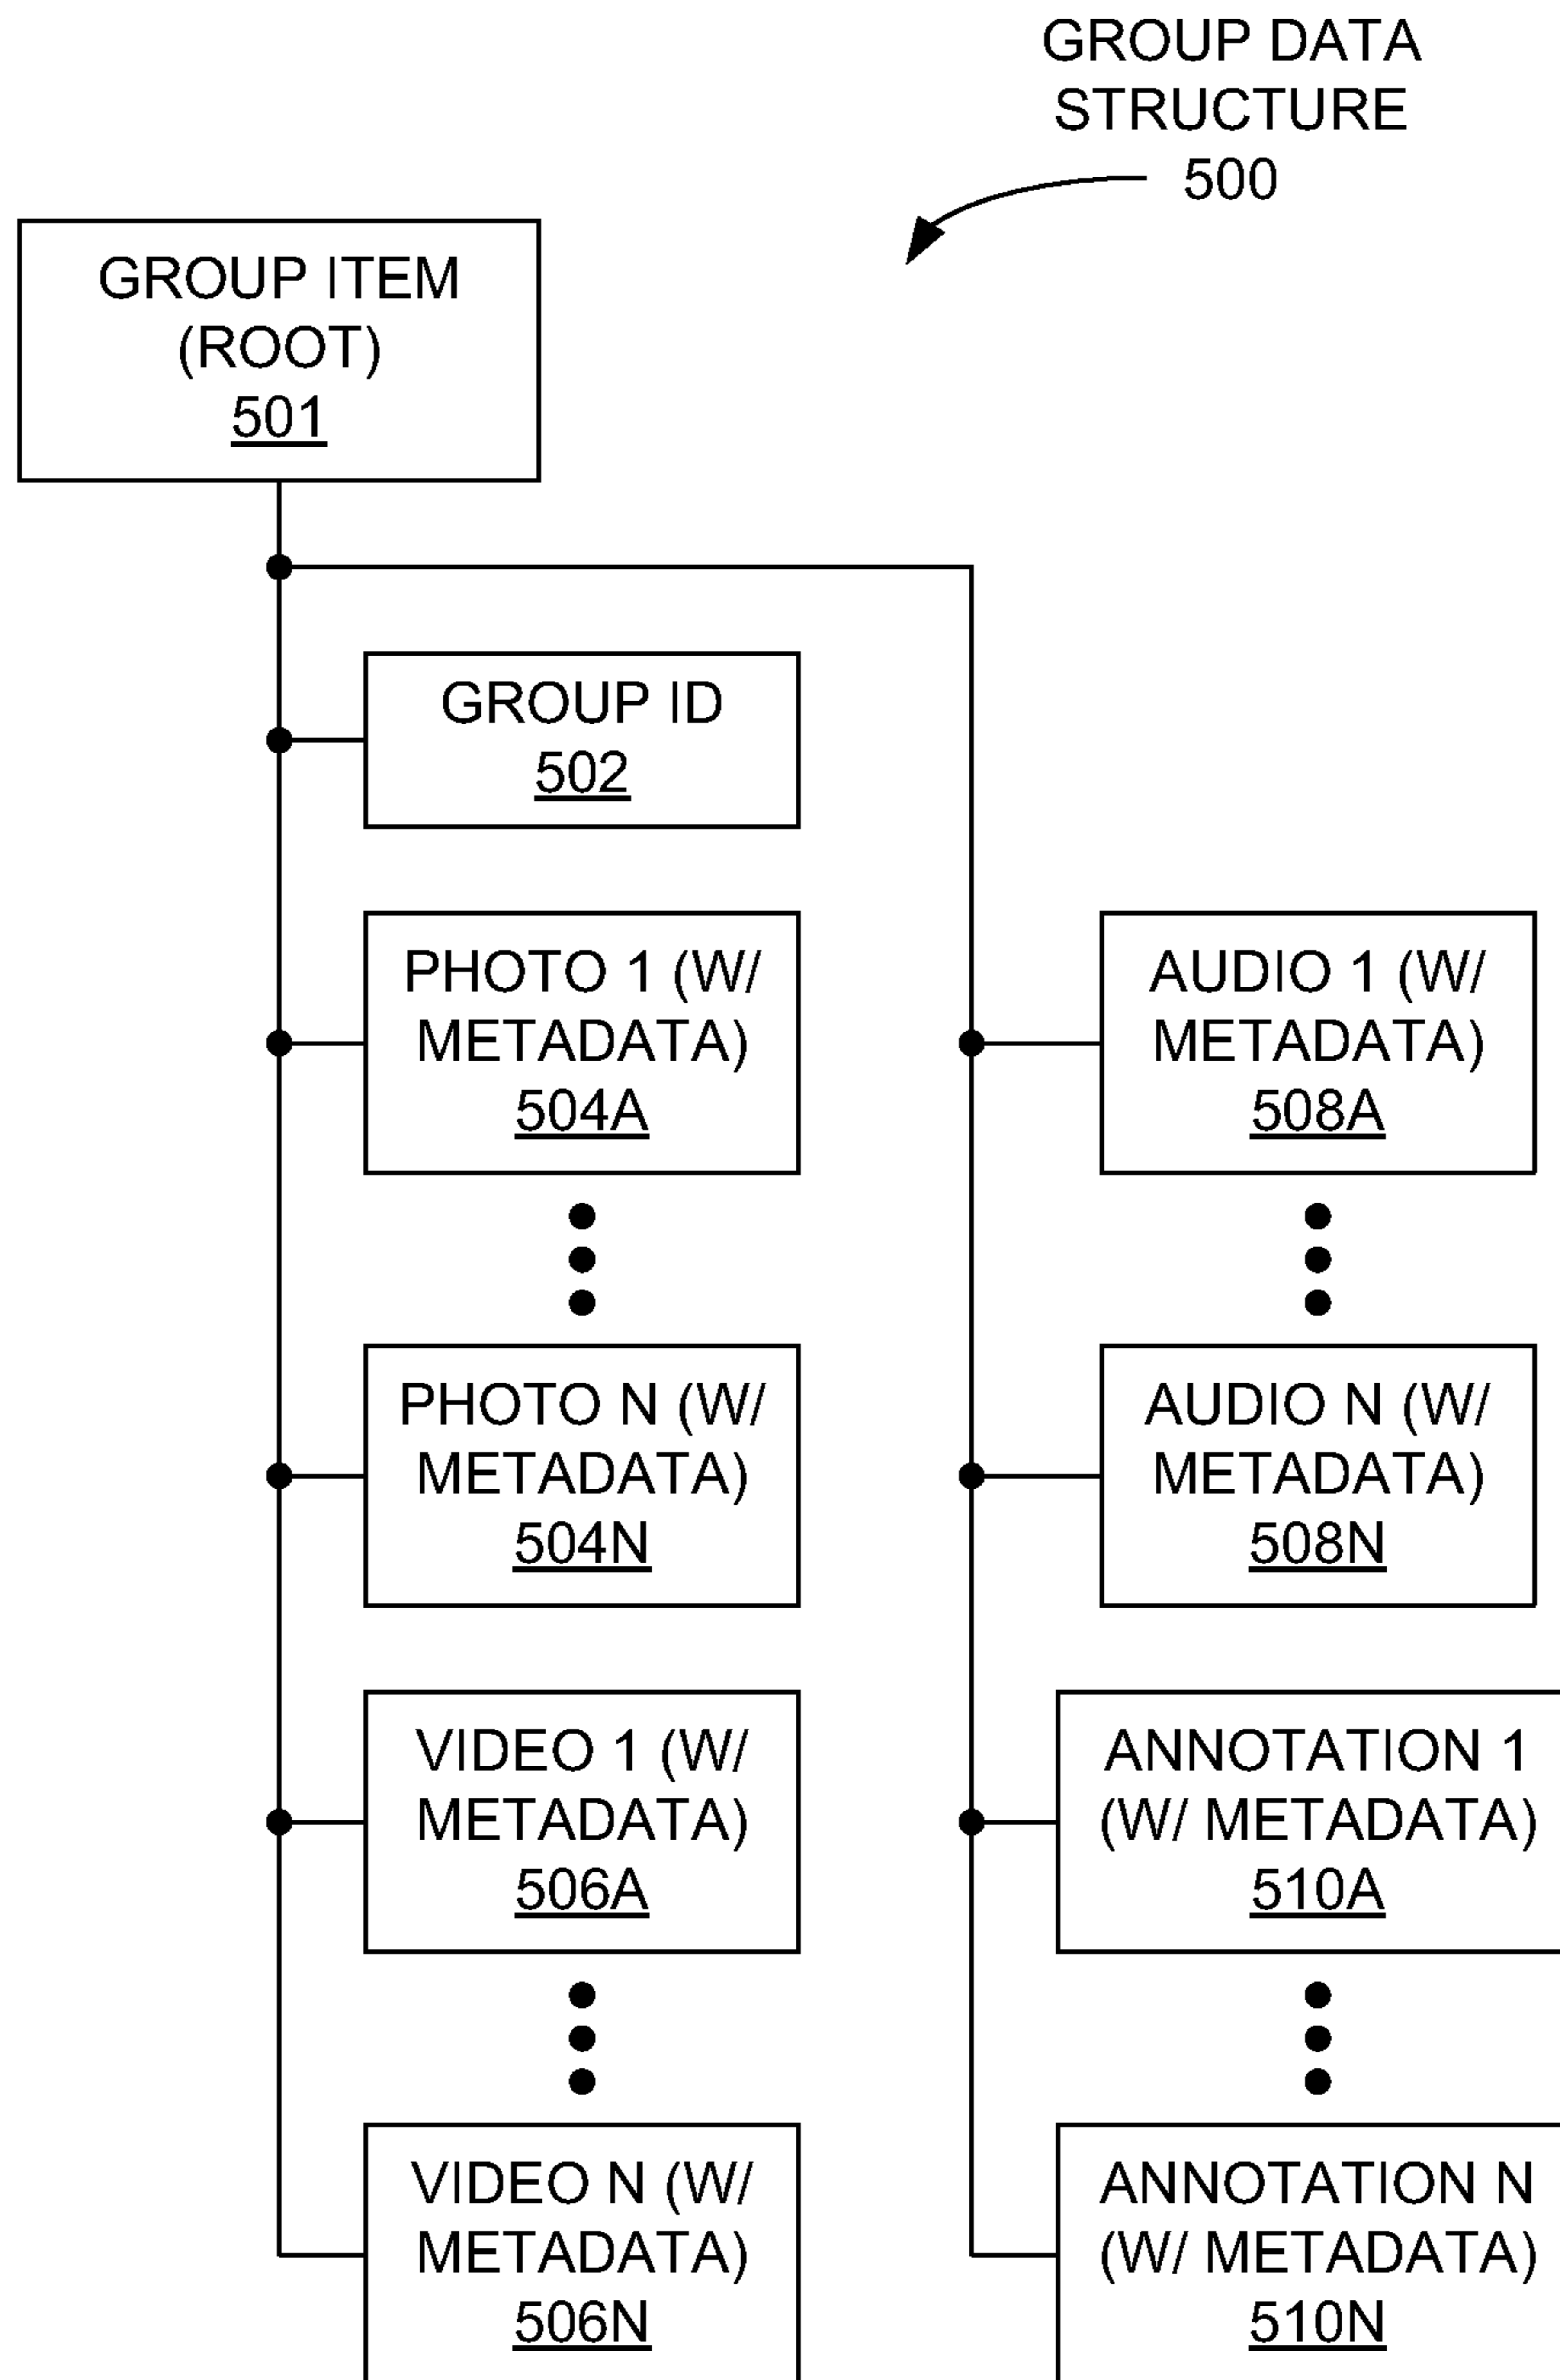 GROUP DATA
STRUCTURE
500
GROUP ITEM
(ROOT)
501
GROUP ID
502
PHOTO 1 (W/
METADATA)
504A
PHOTO N (W/
METADATA)
504N
VIDEO 1 (W/
METADATA)
506A
VIDEO N (W/
METADATA)
506N
AUDIO 1 (W/
METADATA)
508A
AUDIO N (W/
METADATA)
508N
ANNOTATION 1
(W/ METADATA)
510A
ANNOTATION N
(W/ METADATA)
510N